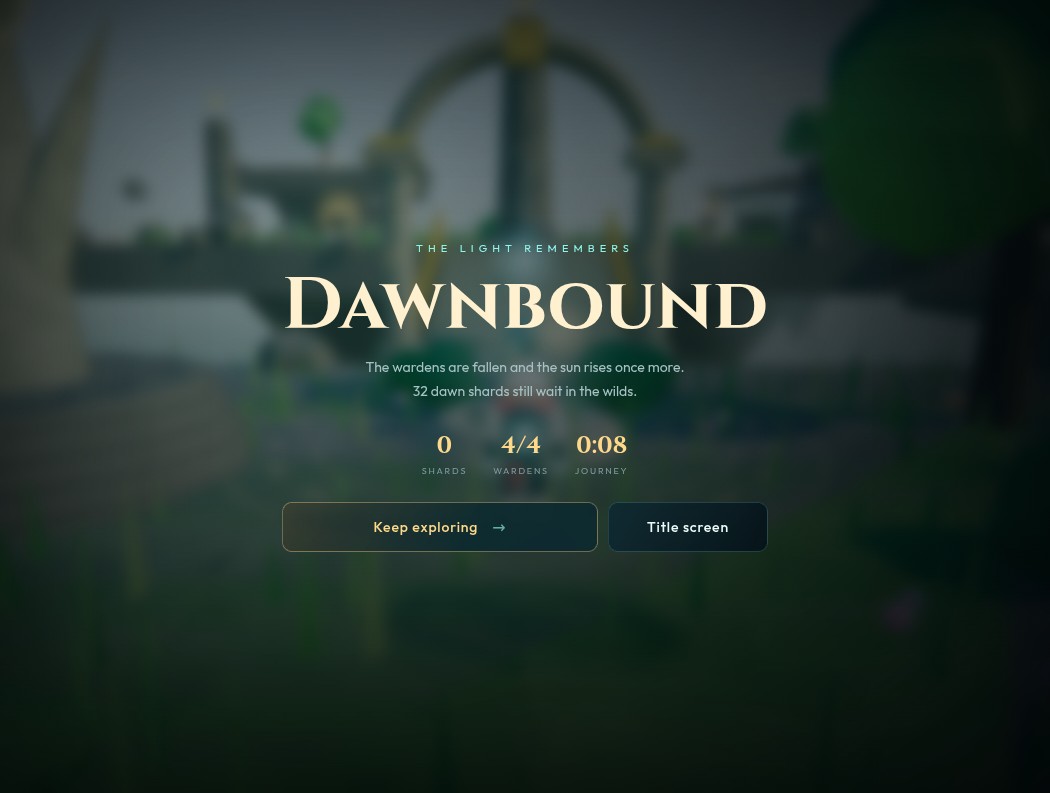 THE LIGHT REMEMBERS
DAWNBOUND
The wardens are fallen and the sun rises once more.
32 dawn shards still wait in the wilds.
0 4/4 0:08
SHARDS WARDENS JOURNEY
Keep exploring → Title screen